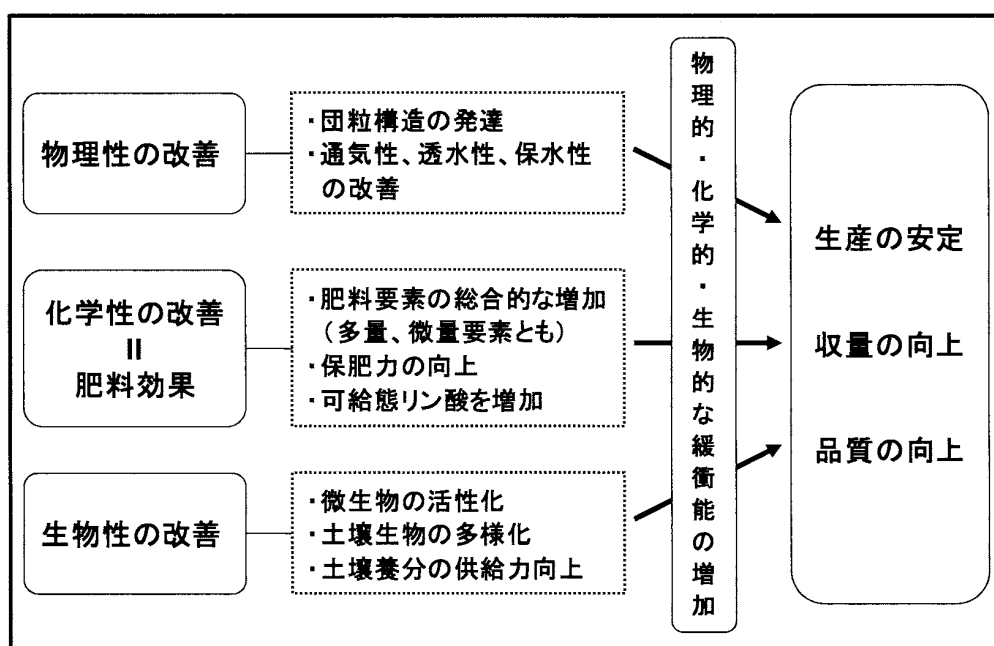 物理性の改善
・団粒構造の発達
・通気性、透水性、保水性
の改善
化学性の改善
＝
肥料効果
・肥料要素の総合的な増加
（多量、微量要素とも）
・保肥力の向上
・可給態リン酸を増加
生物性の改善
・微生物の活性化
・土壌生物の多様化
・土壌養分の供給力向上
物理的・化学的・生物的な緩衝能の増加
生産の安定
収量の向上
品質の向上